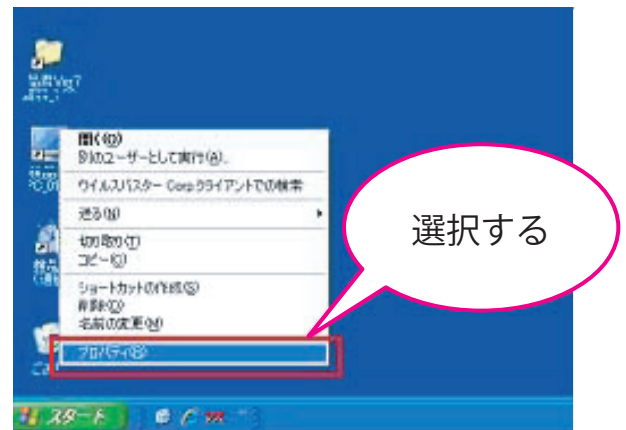 開く(O)
別のユーザーとして実行(A)...
ウイルスバスター Corp.クライアントでの検索
送る(N)
切り取り(T)
コピー(C)
ショートカットの作成(S)
削除(D)
名前の変更(M)
プロパティ(R)
選択する
スタート